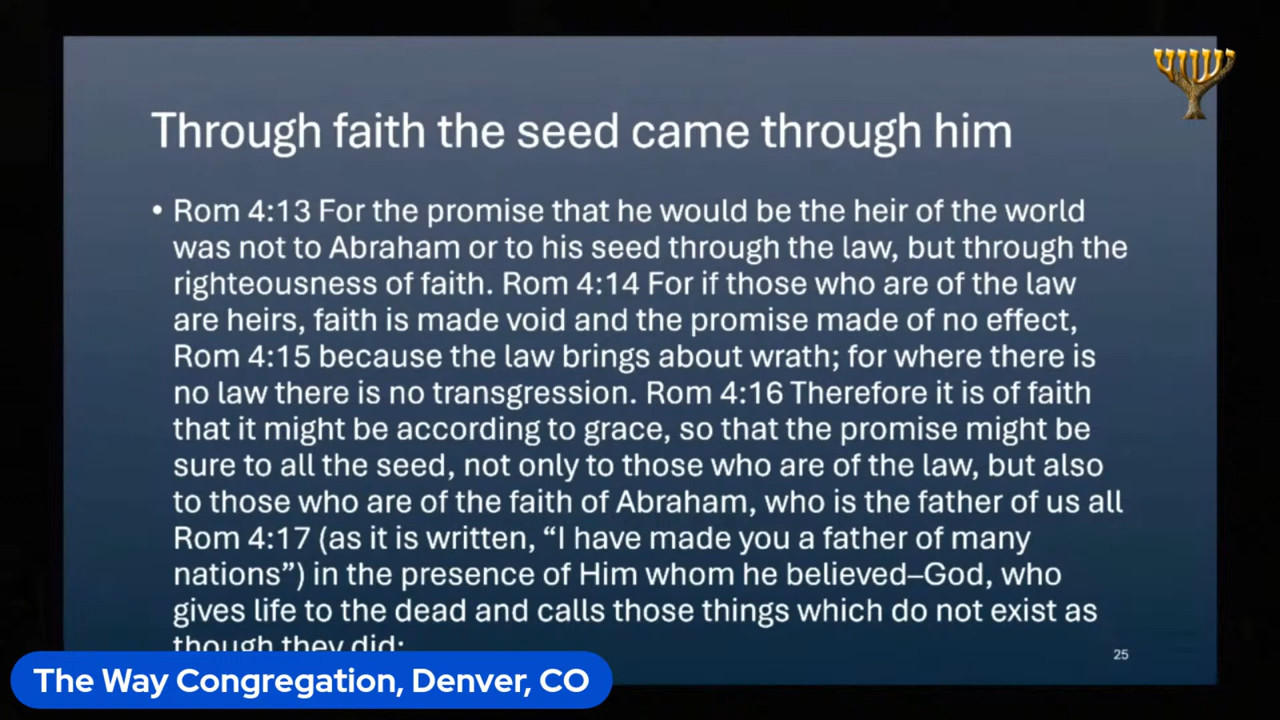 Through faith the seed came through him
• Rom 4:13 For the promise that he would be the heir of the world
was not to Abraham or to his seed through the law, but through the
righteousness of faith. Rom 4:14 For if those who are of the law
are heirs, faith is made void and the promise made of no effect,
Rom 4:15 because the law brings about wrath; for where there is
no law there is no transgression. Rom 4:16 Therefore it is of faith
that it might be according to grace, so that the promise might be
sure to all the seed, not only to those who are of the law, but also
to those who are of the faith of Abraham, who is the father of us all
Rom 4:17 (as it is written, “I have made you a father of many
nations”) in the presence of Him whom he believed–God, who
gives life to the dead and calls those things which do not exist as
though they did;
25
The Way Congregation, Denver, CO
ישוע